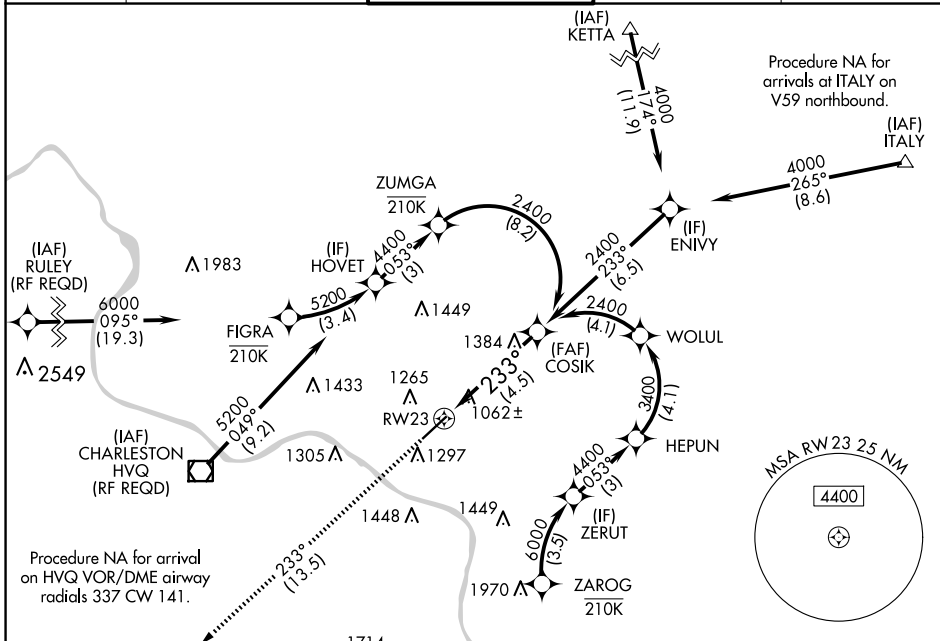 (IAF)
KETTA
Procedure NA for
arrivals at ITALY on
V59 northbound.
4000
174°
(11.9)
(IAF)
ITALY
4000
265°
(8.6)
ZUMGA
210K
2400
(8.2)
(IF)
ENIVY
(IAF)
RULEY
(RF REQD)
1983
(IF)
HOVET
4400
053°
(3)
2400
233°
(6.5)
6000
095°
(19.3)
5200
(3.4)
FIGRA
210K
1449
2400
(4.1)
WOLUL
1384
(FAF)
COSIK
2549
1433
1265
233°
(4.5)
3400
(4.1)
RW23
1062±
5200
049°
(9.2)
(IAF)
CHARLESTON
HVQ
(RF REQD)
1305
1297
4400
053°
(3)
HEPUN
MSA RW 23 25 NM
4400
1448
1449
(IF)
ZERUT
6000
(3.5)
Procedure NA for arrival
on HVQ VOR/DME airway
radials 337 CW 141.
233°
(13.5)
1970
ZAROG
210K
1714